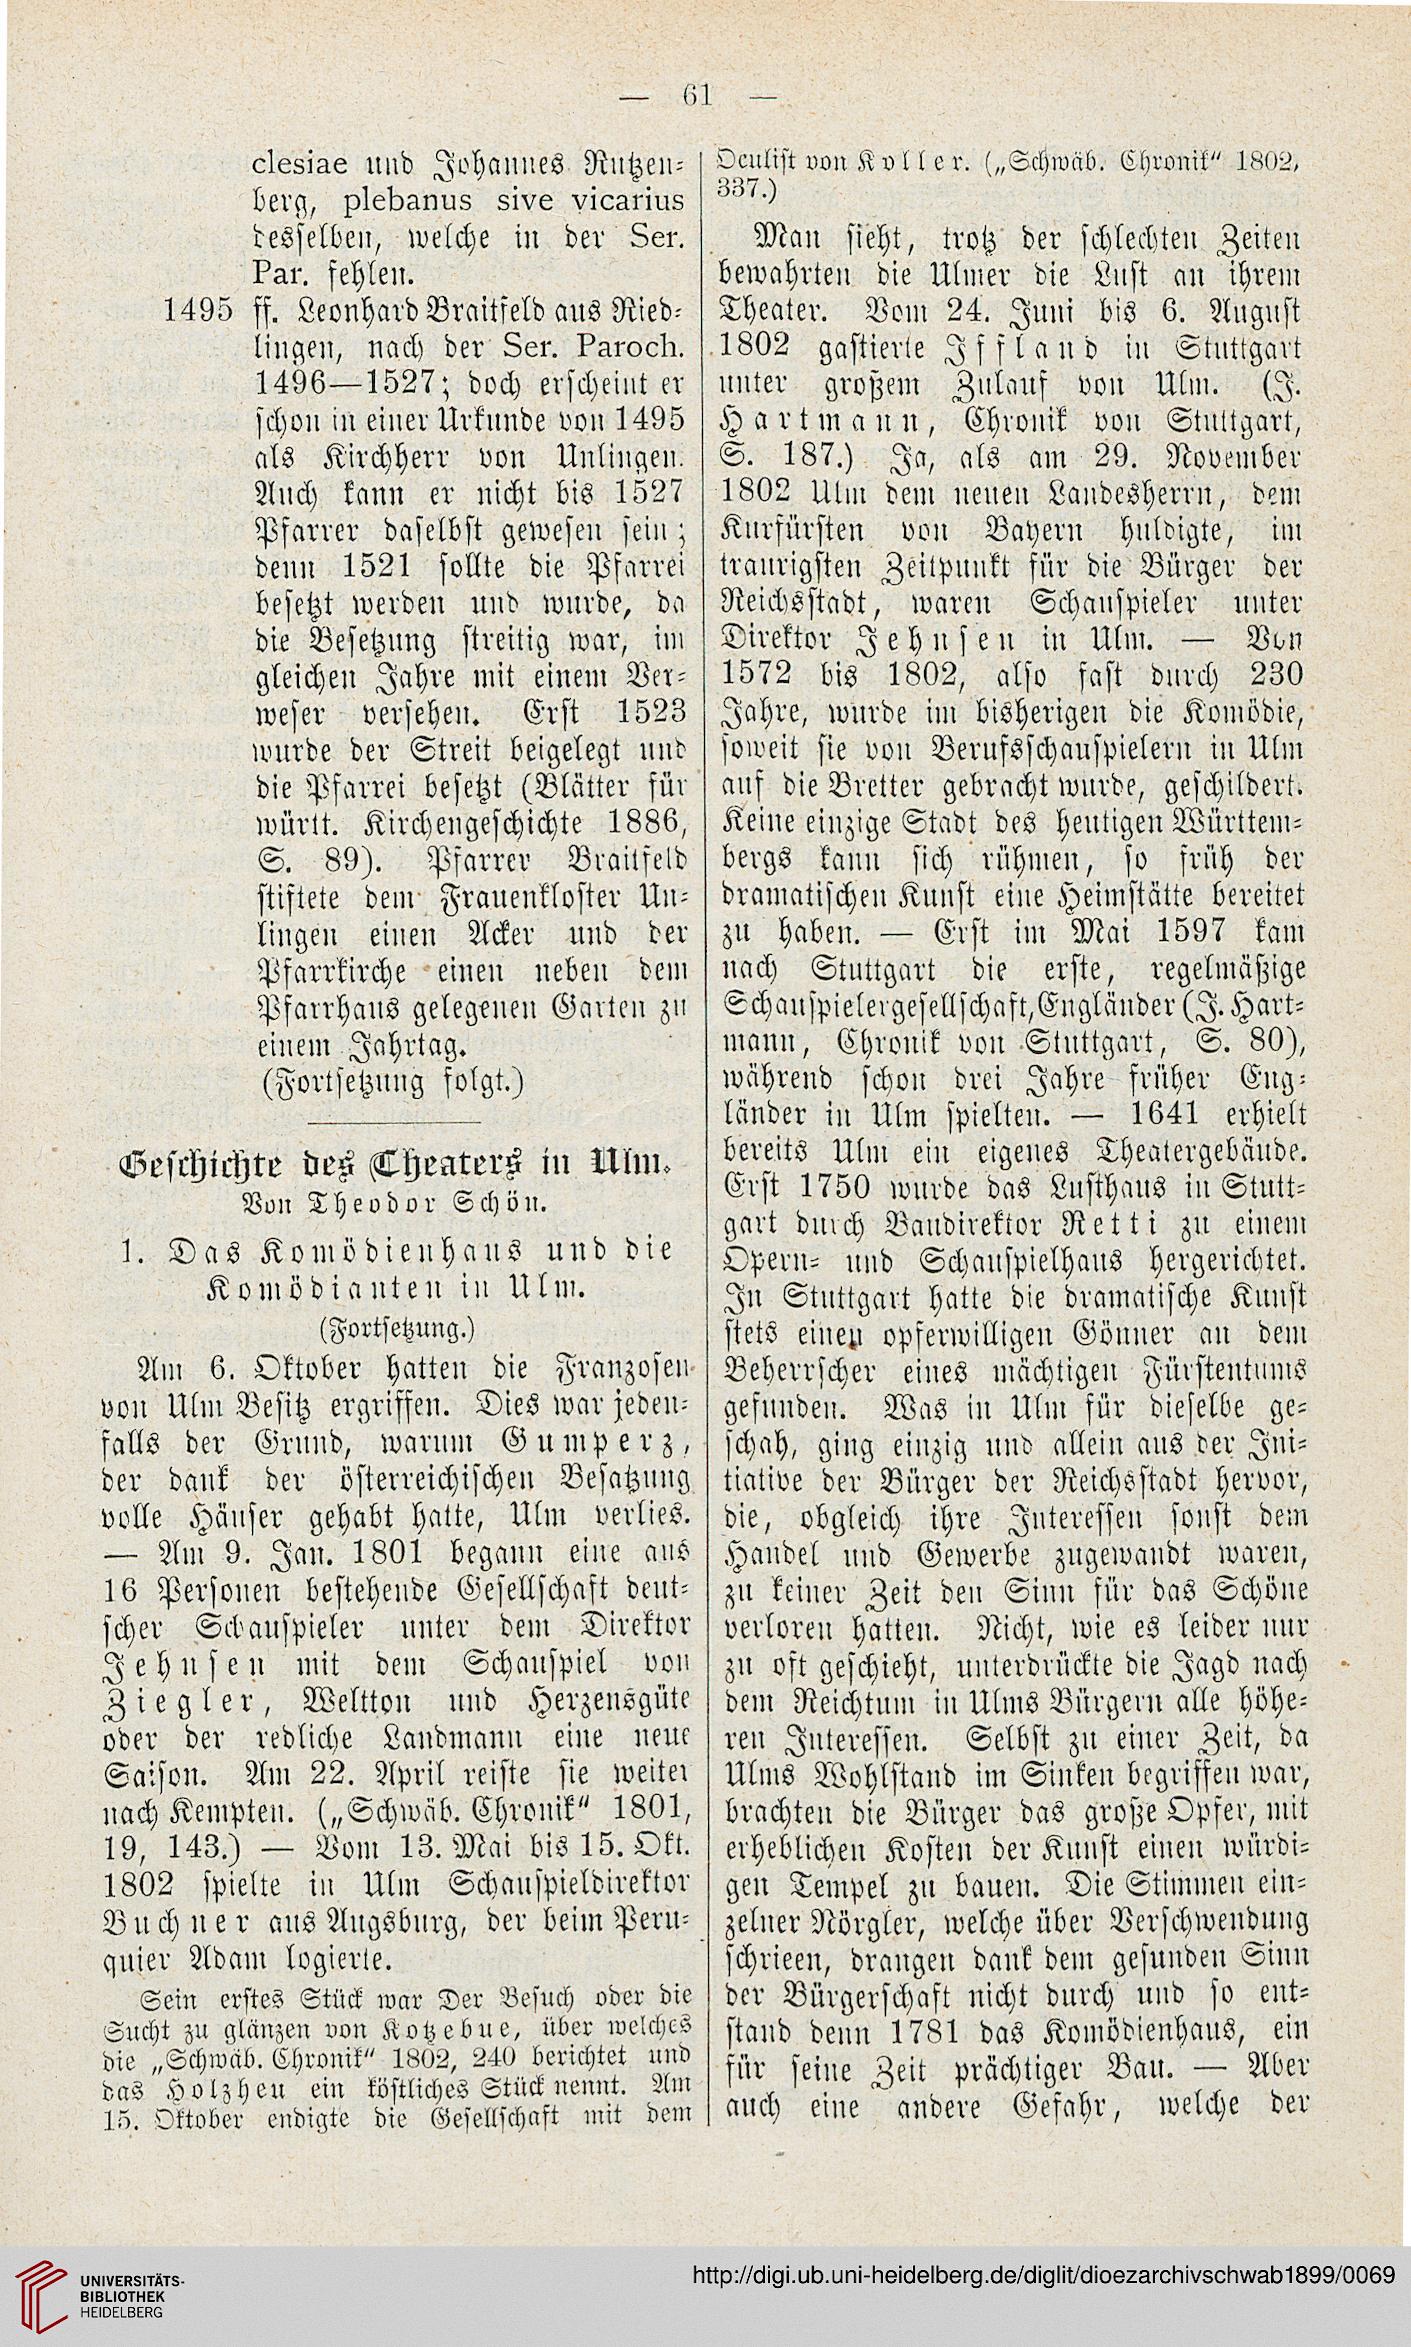 — 61 —
clesiae und Johannes Rutzen-
berg, plebanus sive vicarius
desselben, welche in der Ser.
Par. fehlen.
1495 ff. Leonhard Braitfeld aus Ried-
lingen, nach der Ser. Paroch.
1496—1527; doch erscheint er
schon in einer Urkunde von 1495
als Kirchherr von Unlingen.
Auch kann er nicht bis 1527
Pfarrer daselbst gewesen sein;
denn 1521 sollte die Pfarrei
besetzt werden und wurde, da
die Besetzung streitig war, im
gleichen Jahre mit einem Ver-
weser versehen. Erst 1523
wurde der Streit beigelegt und
die Pfarrei besetzt (Blätter für
württ. Kirchengeschichte 1886,
S. 89). Pfarrer Braitfeld
stiftete dem Frauenkloster Un-
lingen einen Acker und der
Pfarrkirche einen neben dem
Pfarrhaus gelegenen Garten zu
einem Jahrtag.
(Fortsetzung folgt.)
Geschichte des Theaters in Ulm.
Von Theodor Schön.
1. Das Komödienhaus und die
Komödianten in Ulm.
(Fortsetzung.)
Am 6. Oktober hatten die Franzosen
von Ulm Besitz ergriffen. Dies war jeden-
falls der Grund, warum Gumperz,
der dank der österreichischen Besatzung
volle Häuser gehabt hatte, Ulm verlies.
— Am 9. Jan. 1801 begann eine aus
16 Personen bestehende Gesellschaft deut-
scher Schauspieler unter dem Direktor
Jehnsen mit dem Schauspiel von
Ziegler, Weltton und Herzensgüte
oder der redliche Landmann eine neue
Saison. Am 22. April reiste sie weiter
nach Kempten. („Schwäb. Chronik“ 1801,
19, 143.) — Vom 13. Mai bis 15. Okt.
1802 spielte in Ulm Schauspieldirektor
Buchner aus Augsburg, der beim Peru-
quier Adam logierte.
Sein erstes Stück war Der Besuch oder die
Sucht zu glänzen von Kotzebue, über welches
die „Schwäb. Chronik“ 1802, 240 berichtet und
das Holzheu ein köstliches Stück nennt. Am
15. Oktober endigte die Gesellschaft mit dem
Oculist von Koller. („Schwäb. Chronik“ 1802,
337.)
Man sieht, trotz der schlechten Zeiten
bewahrten die Ulmer die Lust an ihrem
Theater. Vom 24. Juni bis 6. August
1802 gastierte Iffland in Stuttgart
unter großem Zulauf von Ulm. (J.
Hartmann, Chronik von Stuttgart,
S. 187.) Ja, als am 29. November
1802 Ulm dem neuen Landesherrn, dem
Kurfürsten von Bayern huldigte, im
traurigsten Zeitpunkt für die Bürger der
Reichsstadt, waren Schauspieler unter
Direktor Jehnsen in Ulm. — Von
1572 bis 1802, also fast durch 230
Jahre, wurde im bisherigen die Komödie,
soweit sie von Berufsschauspielern in Ulm
auf die Bretter gebracht wurde, geschildert.
Keine einzige Stadt des heutigen Württem-
bergs kann sich rühmen, so früh der
dramatischen Kunst eine Heimstätte bereitet
zu haben. — Erst im Mai 1597 kam
nach Stuttgart die erste, regelmäßige
Schauspielergesellschaft, Engländer (J. Hart-
mann, Chronik von Stuttgart, S. 80),
während schon drei Jahre früher Eng-
länder in Ulm spielten. — 1641 erhielt
bereits Ulm ein eigenes Theatergebäude.
Erst 1750 wurde das Lusthaus in Stutt-
gart durch Baudirektor Retti zu einem
Opern- und Schauspielhaus hergerichtet.
In Stuttgart hatte die dramatische Kunst
stets einen opferwilligen Gönner an dem
Beherrscher eines mächtigen Fürstentums
gefunden. Was in Ulm für dieselbe ge-
schah, ging einzig und allein aus der Ini-
tiative der Bürger der Reichsstadt hervor,
die, obgleich ihre Interessen sonst dem
Handel und Gewerbe zugewandt waren,
zu keiner Zeit den Sinn für das Schöne
verloren hatten. Nicht, wie es leider nur
zu oft geschieht, unterdrückte die Jagd nach
dem Reichtum in Ulms Bürgern alle höhe-
ren Interessen. Selbst zu einer Zeit, da
Ulms Wohlstand im Sinken begriffen war,
brachten die Bürger das große Opfer, mit
erheblichen Kosten der Kunst einen würdi-
gen Tempel zu bauen. Die Stimmen ein-
zelner Nörgler, welche über Verschwendung
schrieen, drangen dank dem gesunden Sinn
der Bürgerschaft nicht durch und so ent-
stand denn 1781 das Komödienhaus, ein
für seine Zeit prächtiger Bau. — Aber
auch eine andere Gefahr, welche der
UNIVERSITÄTS-
BIBLIOTHEK
HEIDELBERG
http://digi.ub.uni-heidelberg.de/diglit/dioezarchivschwab1899/0069